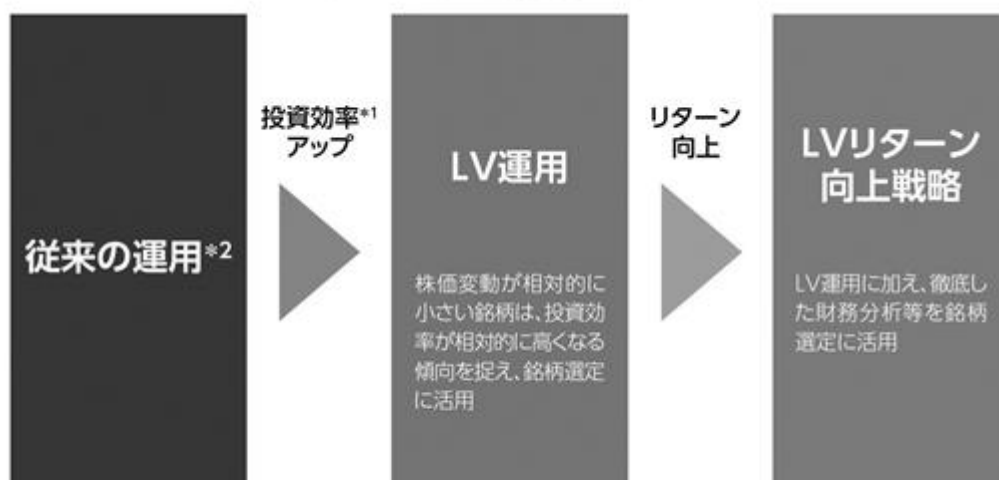 従来の運用*2
投資効率*1
アップ
LV運用
株価変動が相対的に
小さい銘柄は、投資効
率が相対的に高くなる
傾向を捉え、銘柄選定
に活用
リターン
向上
LVリターン
向上戦略
LV運用に加え、徹底し
た財務分析等を銘柄
選定に活用